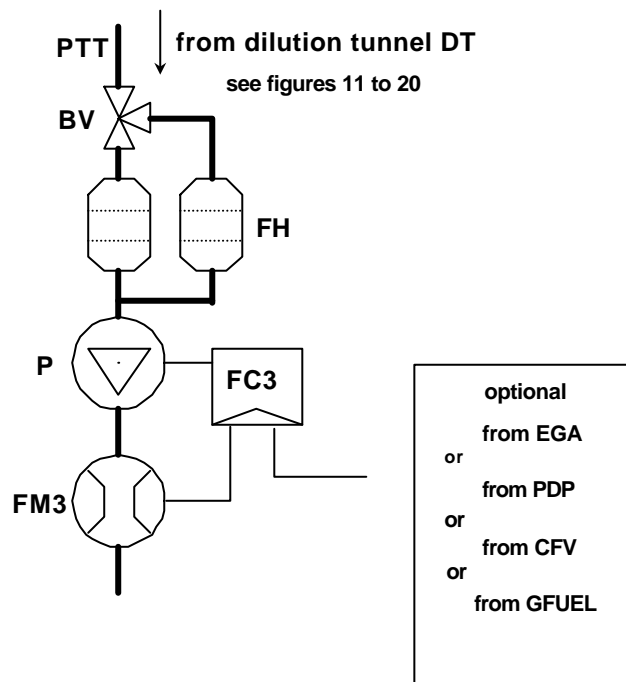 PTT
from dilution tunnel DT
see figures 11 to 20
BV
FH
P
FC3
FM3
optional
from EGA
or
from PDP
or
from CFV
or
from GFUEL